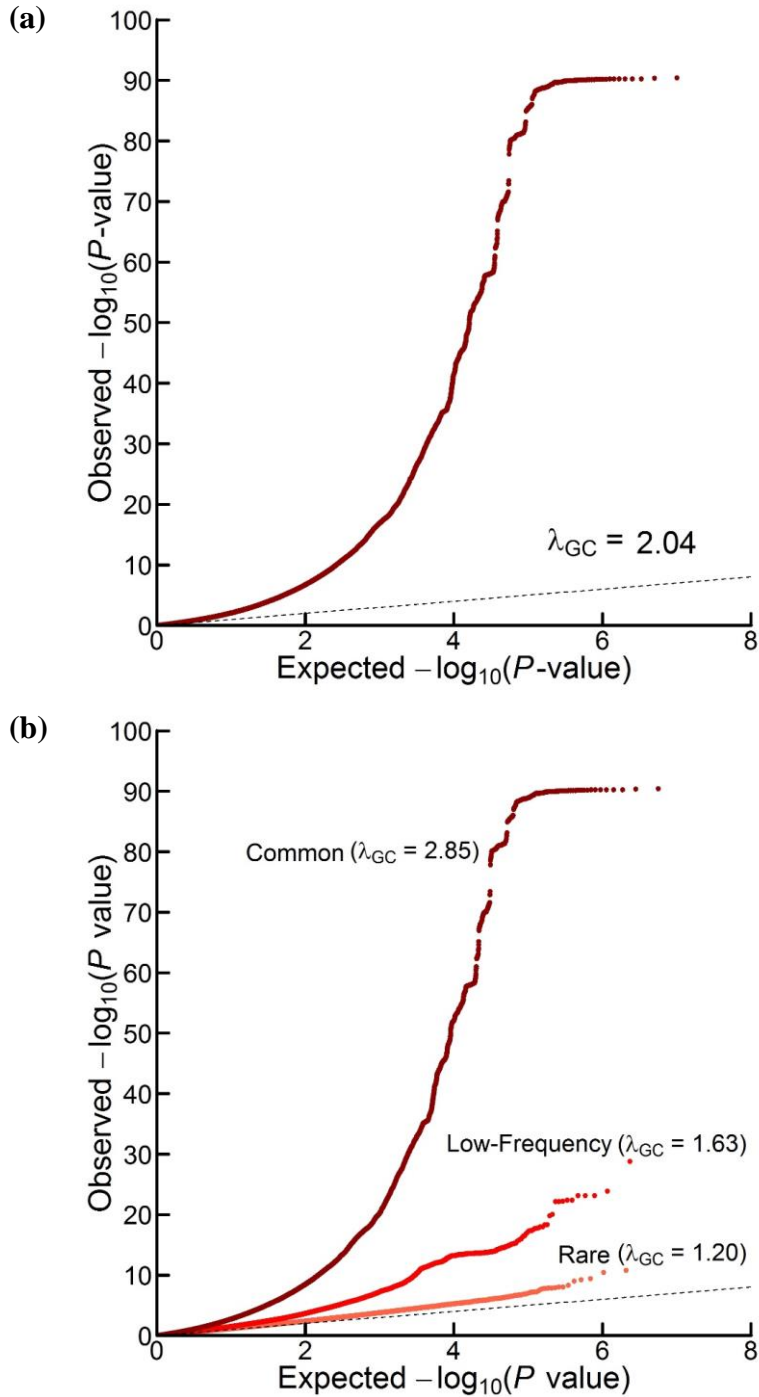 (a)
100
90
80
70
60
50
40
30
20
10
0
Observed −log10(P-value)
λGC = 2.04
0 2 4 6 8
Expected −log10(P-value)
(b)
100
90
80
70
60
50
40
30
20
10
0
Observed −log10(P value)
Common (λGC = 2.85)
Low-Frequency (λGC = 1.63)
Rare (λGC = 1.20)
0 2 4 6 8
Expected −log10(P value)